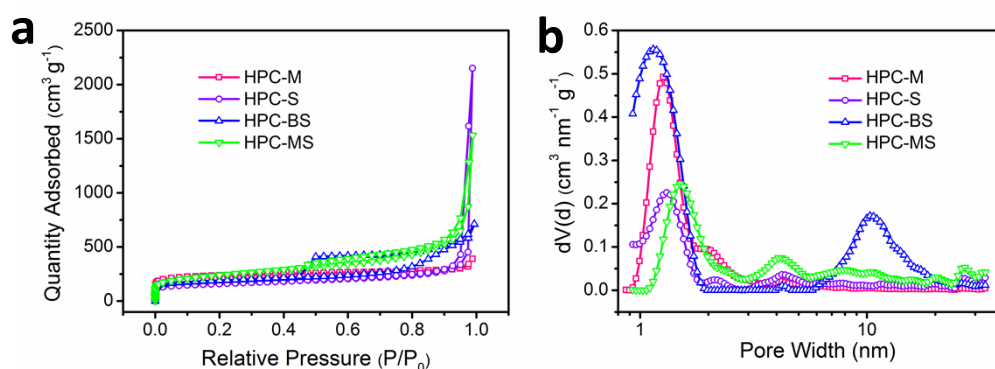 a
Quantity Adsorbed (cm³ g⁻¹)
2500
2000
1500
1000
500
0
HPC-M
HPC-S
HPC-BS
HPC-MS
0.0 0.2 0.4 0.6 0.8 1.0
Relative Pressure (P/P₀)
b
dV(d) (cm³ nm⁻¹ g⁻¹)
0.6
0.5
0.4
0.3
0.2
0.1
0.0
HPC-M
HPC-S
HPC-BS
HPC-MS
1 10
Pore Width (nm)